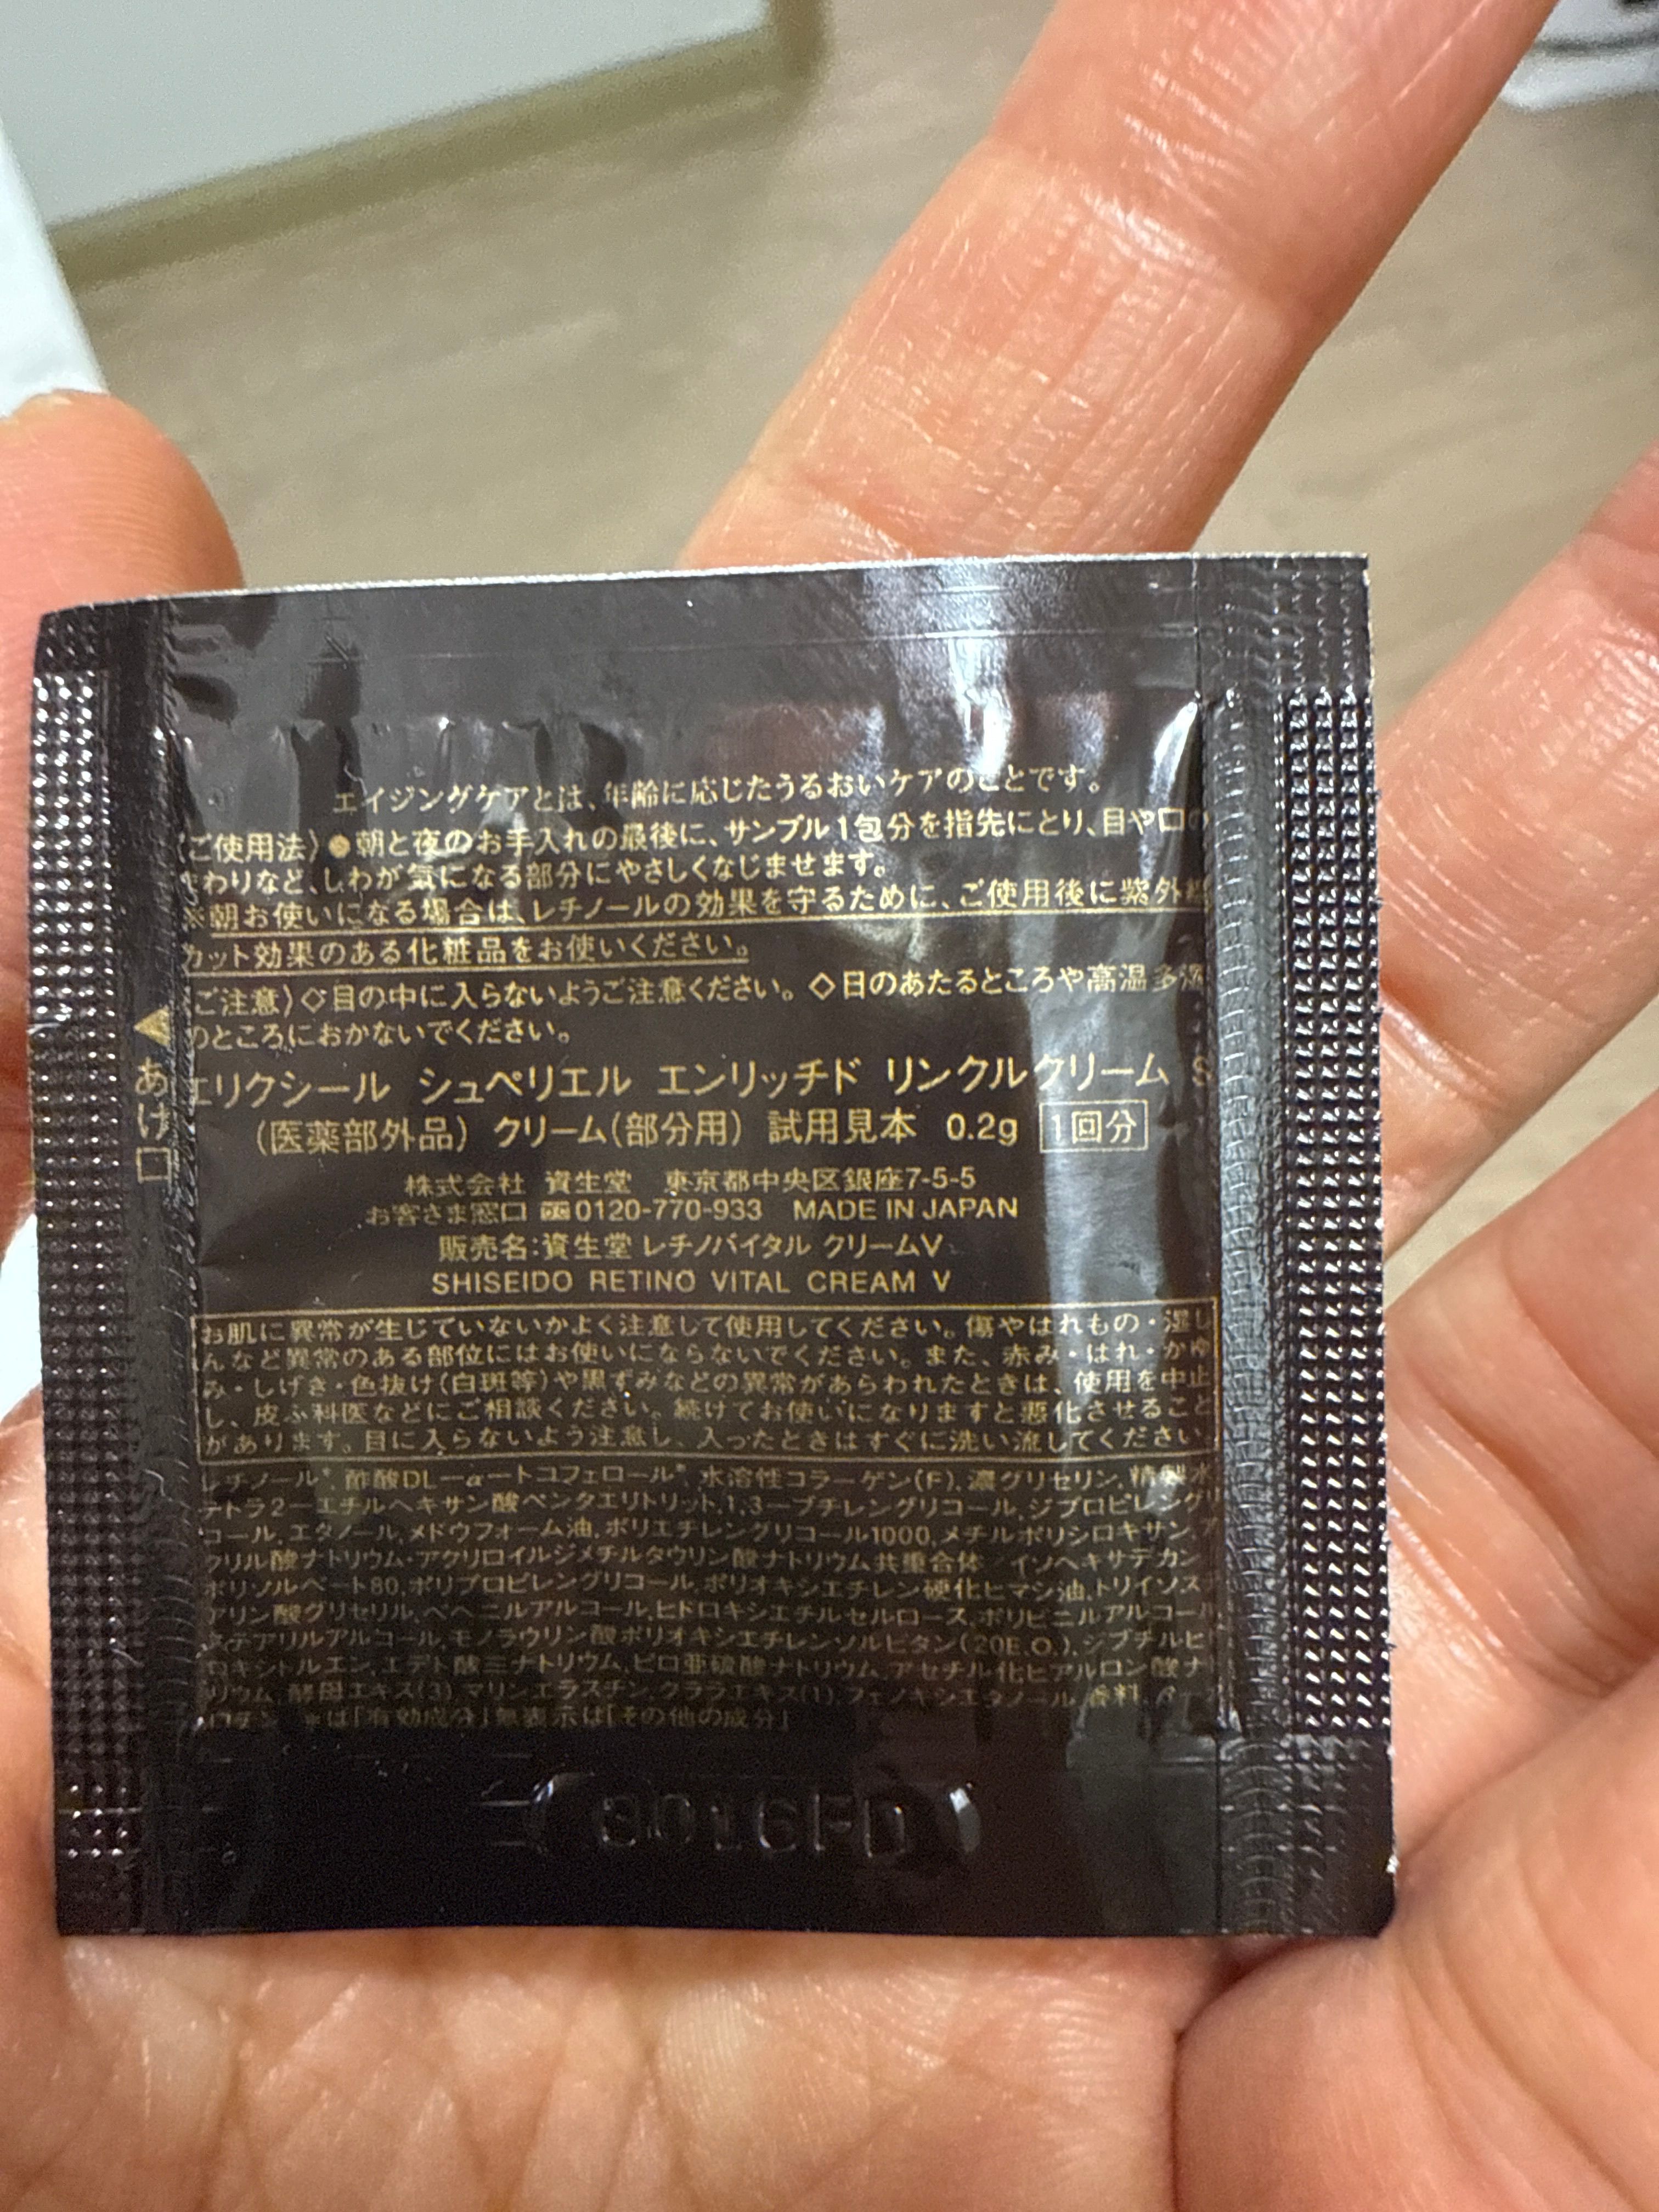 エイジングケアとは、年齢に応じたうるおいケアのことです。
ご使用法〉●朝と夜のお手入れの最後に、サンプル1包分を指先にとり、目や口の
まわりなど、しわが気になる部分にやさしくなじませます。
※朝お使いになる場合は、レチノールの効果を守るために、ご使用後に紫外線
カット効果のある化粧品をお使いください。
ご注意〉◇目の中に入らないようご注意ください。◇日のあたるところや高温多湿
のところにおかないでください。
あけ口
エリクシール シュペリエル エンリッチド リンクルクリーム S
(医薬部外品) クリーム(部分用) 試用見本 0.2g 1回分
株式会社 資生堂 東京都中央区銀座7-5-5
お客さま窓口 0120-770-933 MADE IN JAPAN
販売名:資生堂 レチノバイタル クリームV
SHISEIDO RETINO VITAL CREAM V
お肌に異常が生じていないかよく注意して使用してください。傷やはれもの・湿し
んなど異常のある部位にはお使いにならないでください。また、赤み・はれ・かゆ
み・しげき・色抜け(白斑等)や黒ずみなどの異常があらわれたときは、使用を中止
し、皮ふ科医などにご相談ください。続けてお使いになりますと悪化させること
があります。目に入らないよう注意し、入ったときはすぐに洗い流してください。
レチノール*,酢酸DL−α−トコフェロール*,水溶性コラーゲン(F),濃グリセリン,精製水
テトラ2−エチルヘキサン酸ペンタエリトリット,1,3−ブチレングリコール,ジプロピレングリ
コール,エタノール,メドウフォーム油,ポリエチレングリコール1000,メチルポリシロキサン,ア
クリル酸ナトリウム・アクリロイルジメチルタウリン酸ナトリウム共重合体 イソヘキサデカン
ポリソルベート80,ポリプロピレングリコール,ポリオキシエチレン硬化ヒマシ油,トリイソス
アリン酸グリセリル,ベヘニルアルコール,ヒドロキシエチルセルロース,ポリビニルアルコール,
ステアリルアルコール,モノラウリン酸ポリオキシエチレンソルビタン(20E.O.),ジブチルヒ
ロキシトルエン,エデト酸三ナトリウム,ピロ亜硫酸ナトリウム,アセチル化ヒアルロン酸ナ
リウム,酵母エキス(3),マリンエラスチン,クララエキス(1),フェノキシエタノール,香料,
ロチン *は「有効成分」無表示は「その他の成分」